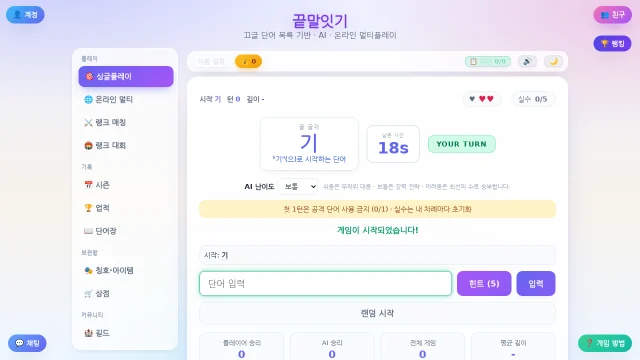 👤 계정
끝말잇기
끄글 단어 목록 기반 · AI · 온라인 멀티플레이
👥 친구
🏆 랭킹
플레이
🎯 싱글플레이
🌐 온라인 멀티
⚔️ 랭크 매칭
랭크 대회
기록
📅 시즌
🏆 업적
📖 단어장
보관함
🎭 칭호·아이템
🛒 상점
커뮤니티
🏰 길드
💬 채팅
💰 0
0/0
시작 기 턴 0 길이 -
실수 0/5
끝 글자
기
"기"(으)로 시작하는 단어
남은 시간
18s
YOUR TURN
AI 난이도 보통
첫 1턴은 공격 단어 사용 금지 (0/1) · 실수는 내 차례마다 초기화
게임이 시작되었습니다!
시작: 기
단어 입력
힌트 (5)
입력
랜덤 시작
플레이어 승리
0
AI 승리
0
전체 게임
0
평균 길이
-
❓ 게임 방법